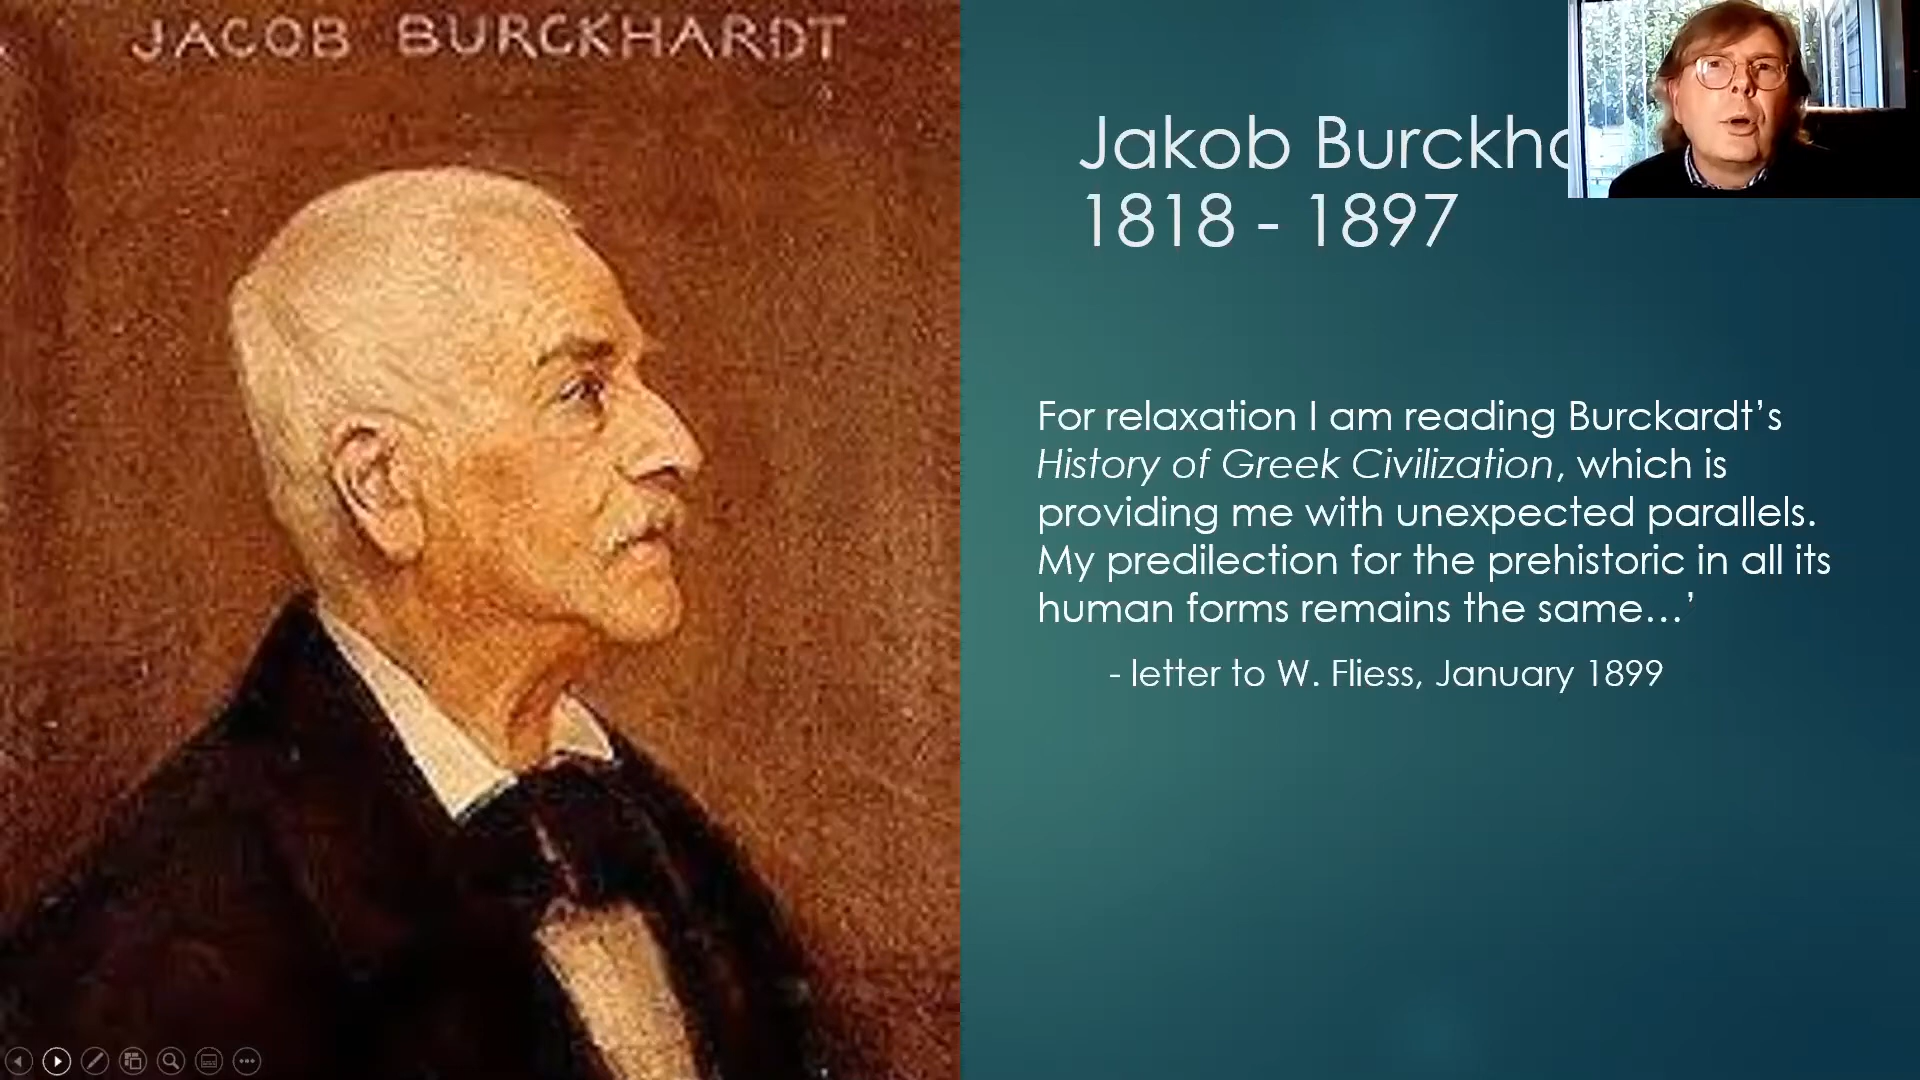 JACOB BURCKHARDT
Jakob
1818 - 1897
For relaxation I am reading Burckardt’s
History of Greek Civilization, which is
providing me with unexpected parallels.
My predilection for the prehistoric in all its
human forms remains the same…’
- letter to W. Fliess, January 1899